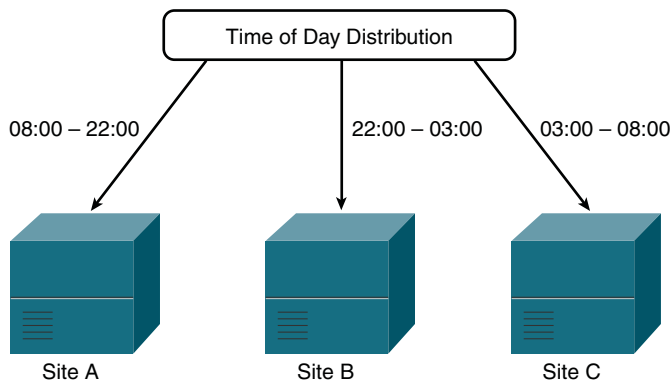 Time of Day Distribution
08:00 – 22:00
22:00 – 03:00
03:00 – 08:00
Site A
Site B
Site C